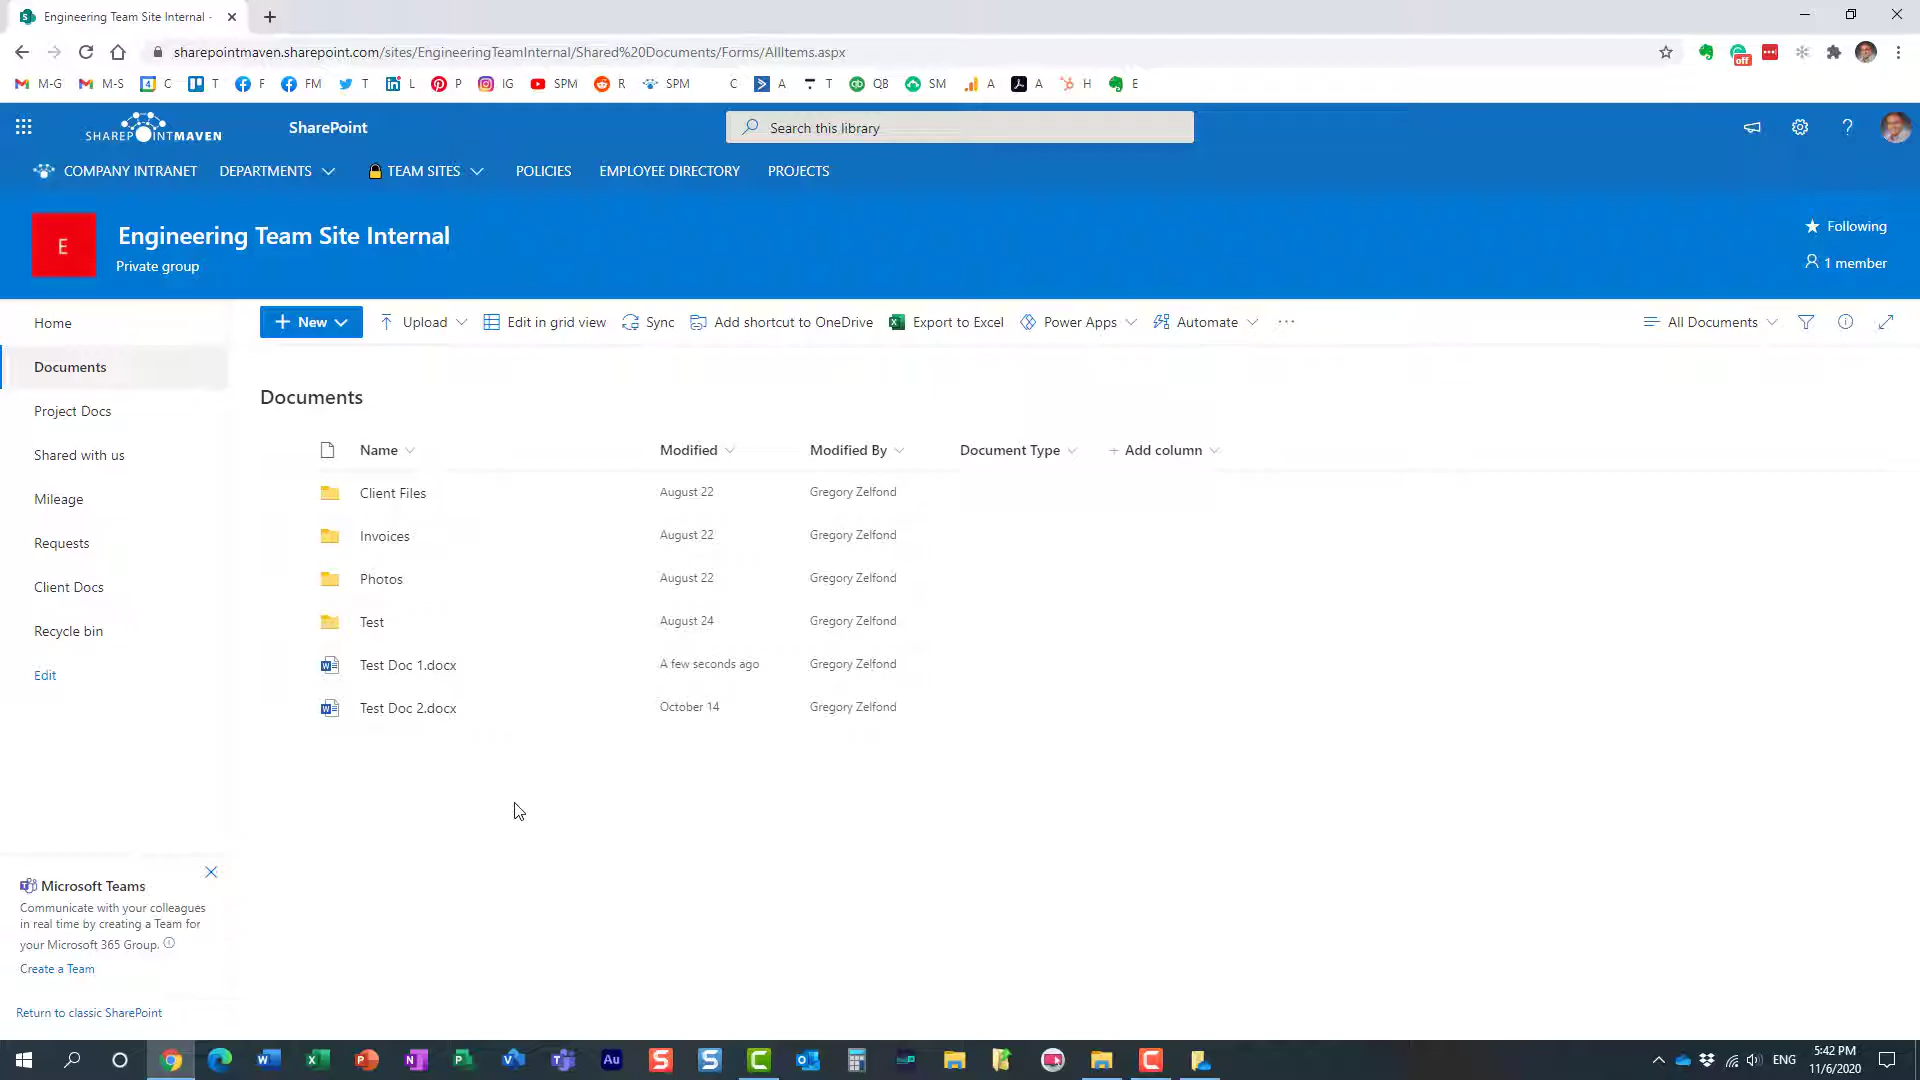 Engineering Team Site Internal -
sharepointmaven.sharepoint.com/sites/EngineeringTeamInternal/Shared%20Documents/Forms/AllItems.aspx
off
M-G M-S C T F FM T L P IG SPM R SPM C A T QB SM A A H E
SHAREPOINTMAVEN SharePoint Search this library
COMPANY INTRANET DEPARTMENTS TEAM SITES POLICIES EMPLOYEE DIRECTORY PROJECTS
E
Engineering Team Site Internal
Private group
Following
1 member
Home
Documents
Project Docs
Shared with us
Mileage
Requests
Client Docs
Recycle bin
Edit
New Upload Edit in grid view Sync Add shortcut to OneDrive Export to Excel Power Apps Automate ··· All Documents
Documents
Name Modified Modified By Document Type + Add column
Client Files August 22 Gregory Zelfond
Invoices August 22 Gregory Zelfond
Photos August 22 Gregory Zelfond
Test August 24 Gregory Zelfond
Test Doc 1.docx A few seconds ago Gregory Zelfond
Test Doc 2.docx October 14 Gregory Zelfond
Microsoft Teams
Communicate with your colleagues
in real time by creating a Team for
your Microsoft 365 Group.
Create a Team
Return to classic SharePoint
ENG
5:42 PM
11/6/2020